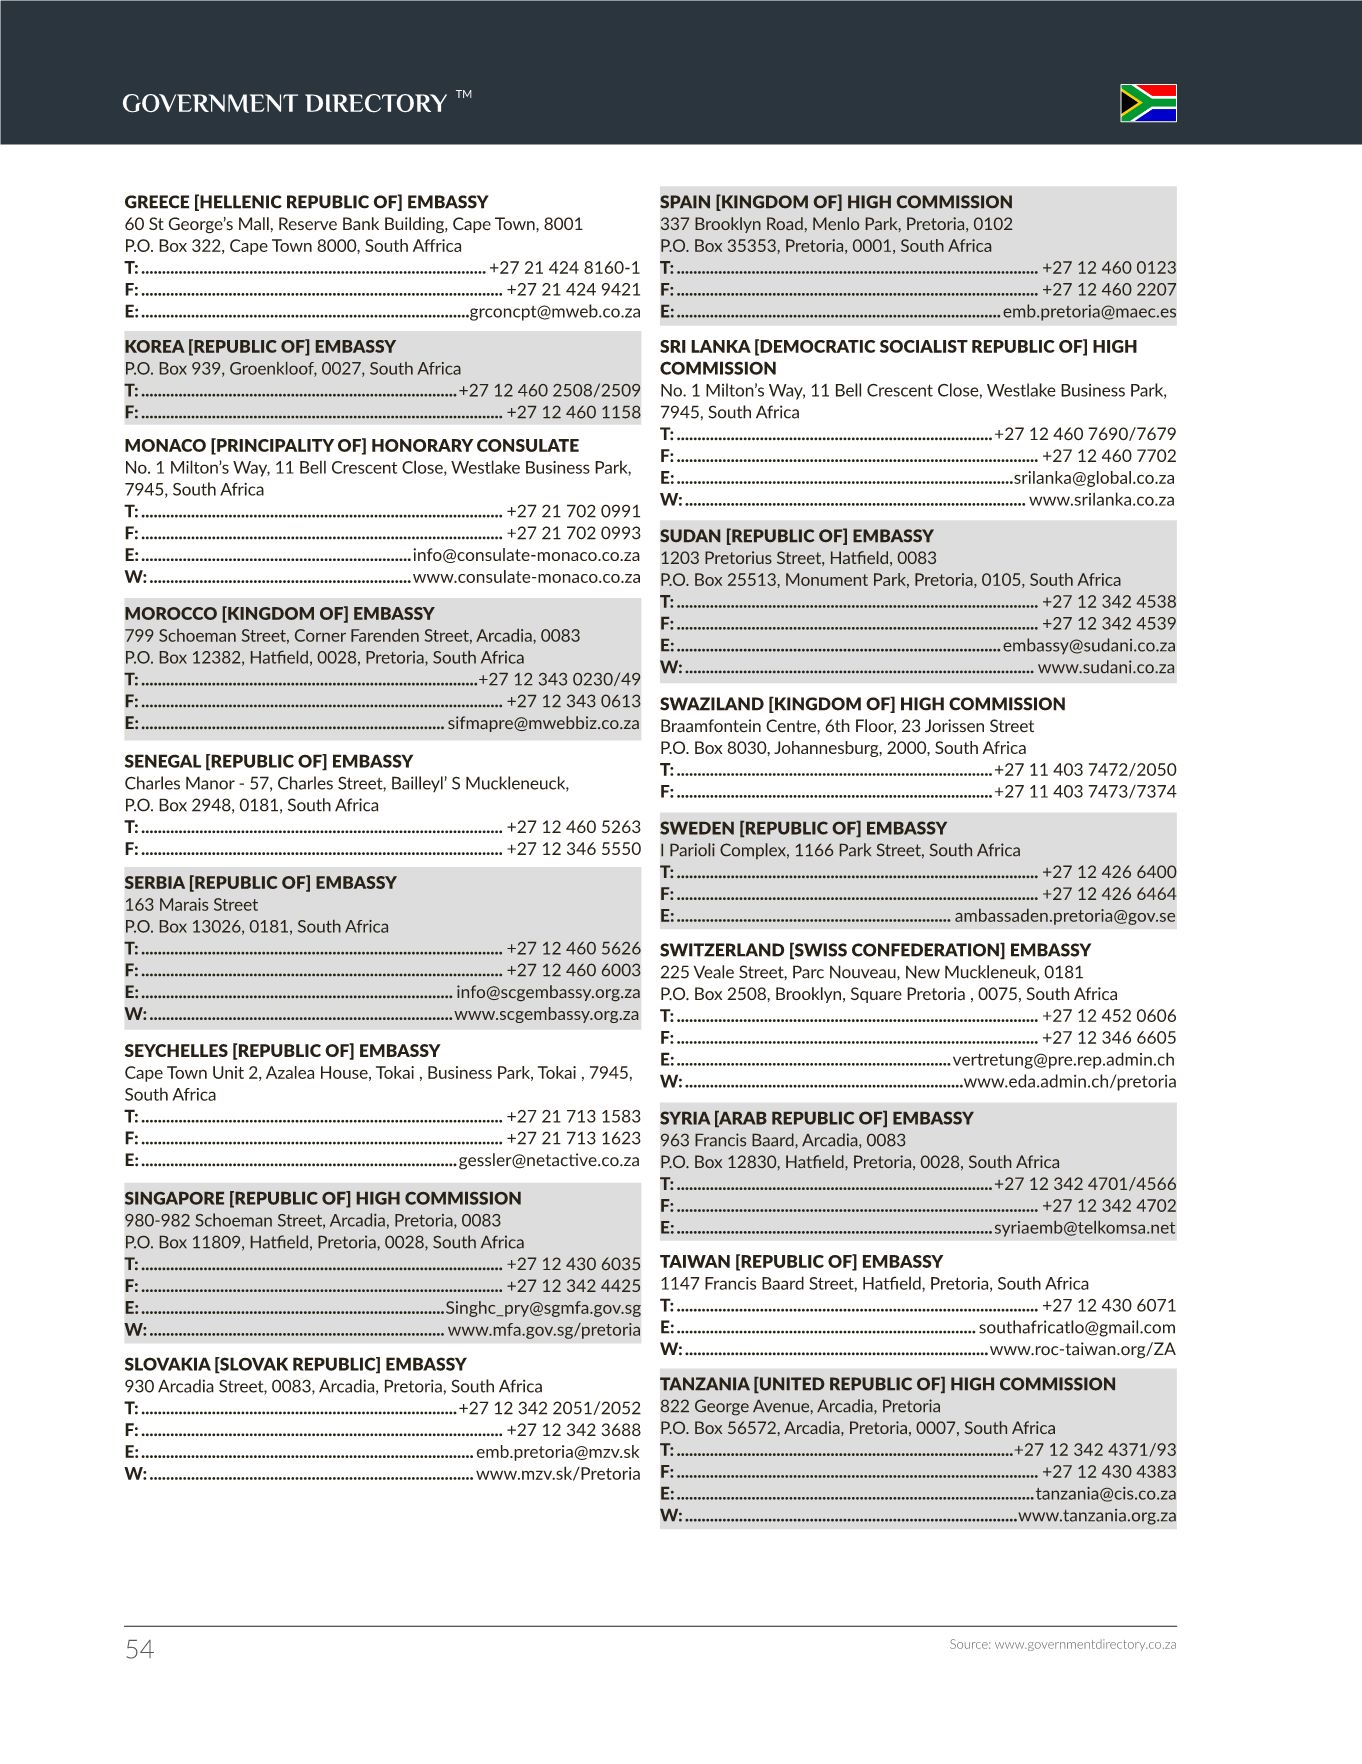 GOVERNMENT DIRECTORY ™
GREECE [HELLENIC REPUBLIC OF] EMBASSY
60 St George’s Mall, Reserve Bank Building, Cape Town, 8001
P.O. Box 322, Cape Town 8000, South Affrica
T: +27 21 424 8160-1
F: +27 21 424 9421
E: grconcpt@mweb.co.za
KOREA [REPUBLIC OF] EMBASSY
P.O. Box 939, Groenkloof, 0027, South Africa
T: +27 12 460 2508/2509
F: +27 12 460 1158
MONACO [PRINCIPALITY OF] HONORARY CONSULATE
No. 1 Milton’s Way, 11 Bell Crescent Close, Westlake Business Park,
7945, South Africa
T: +27 21 702 0991
F: +27 21 702 0993
E: info@consulate-monaco.co.za
W: www.consulate-monaco.co.za
MOROCCO [KINGDOM OF] EMBASSY
799 Schoeman Street, Corner Farenden Street, Arcadia, 0083
P.O. Box 12382, Hatfield, 0028, Pretoria, South Africa
T: +27 12 343 0230/49
F: +27 12 343 0613
E: sifmapre@mwebbiz.co.za
SENEGAL [REPUBLIC OF] EMBASSY
Charles Manor - 57, Charles Street, Bailleyl’ S Muckleneuck,
P.O. Box 2948, 0181, South Africa
T: +27 12 460 5263
F: +27 12 346 5550
SERBIA [REPUBLIC OF] EMBASSY
163 Marais Street
P.O. Box 13026, 0181, South Africa
T: +27 12 460 5626
F: +27 12 460 6003
E: info@scgembassy.org.za
W: www.scgembassy.org.za
SEYCHELLES [REPUBLIC OF] EMBASSY
Cape Town Unit 2, Azalea House, Tokai , Business Park, Tokai , 7945,
South Africa
T: +27 21 713 1583
F: +27 21 713 1623
E: gessler@netactive.co.za
SINGAPORE [REPUBLIC OF] HIGH COMMISSION
980-982 Schoeman Street, Arcadia, Pretoria, 0083
P.O. Box 11809, Hatfield, Pretoria, 0028, South Africa
T: +27 12 430 6035
F: +27 12 342 4425
E: Singhc_pry@sgmfa.gov.sg
W: www.mfa.gov.sg/pretoria
SLOVAKIA [SLOVAK REPUBLIC] EMBASSY
930 Arcadia Street, 0083, Arcadia, Pretoria, South Africa
T: +27 12 342 2051/2052
F: +27 12 342 3688
E: emb.pretoria@mzv.sk
W: www.mzv.sk/Pretoria
SPAIN [KINGDOM OF] HIGH COMMISSION
337 Brooklyn Road, Menlo Park, Pretoria, 0102
P.O. Box 35353, Pretoria, 0001, South Africa
T: +27 12 460 0123
F: +27 12 460 2207
E: emb.pretoria@maec.es
SRI LANKA [DEMOCRATIC SOCIALIST REPUBLIC OF] HIGH
COMMISSION
No. 1 Milton’s Way, 11 Bell Crescent Close, Westlake Business Park,
7945, South Africa
T: +27 12 460 7690/7679
F: +27 12 460 7702
E: srilanka@global.co.za
W: www.srilanka.co.za
SUDAN [REPUBLIC OF] EMBASSY
1203 Pretorius Street, Hatfield, 0083
P.O. Box 25513, Monument Park, Pretoria, 0105, South Africa
T: +27 12 342 4538
F: +27 12 342 4539
E: embassy@sudani.co.za
W: www.sudani.co.za
SWAZILAND [KINGDOM OF] HIGH COMMISSION
Braamfontein Centre, 6th Floor, 23 Jorissen Street
P.O. Box 8030, Johannesburg, 2000, South Africa
T: +27 11 403 7472/2050
F: +27 11 403 7473/7374
SWEDEN [REPUBLIC OF] EMBASSY
I Parioli Complex, 1166 Park Street, South Africa
T: +27 12 426 6400
F: +27 12 426 6464
E: ambassaden.pretoria@gov.se
SWITZERLAND [SWISS CONFEDERATION] EMBASSY
225 Veale Street, Parc Nouveau, New Muckleneuk, 0181
P.O. Box 2508, Brooklyn, Square Pretoria , 0075, South Africa
T: +27 12 452 0606
F: +27 12 346 6605
E: vertretung@pre.rep.admin.ch
W: www.eda.admin.ch/pretoria
SYRIA [ARAB REPUBLIC OF] EMBASSY
963 Francis Baard, Arcadia, 0083
P.O. Box 12830, Hatfield, Pretoria, 0028, South Africa
T: +27 12 342 4701/4566
F: +27 12 342 4702
E: syriaemb@telkomsa.net
TAIWAN [REPUBLIC OF] EMBASSY
1147 Francis Baard Street, Hatfield, Pretoria, South Africa
T: +27 12 430 6071
E: southafricatlo@gmail.com
W: www.roc-taiwan.org/ZA
TANZANIA [UNITED REPUBLIC OF] HIGH COMMISSION
822 George Avenue, Arcadia, Pretoria
P.O. Box 56572, Arcadia, Pretoria, 0007, South Africa
T: +27 12 342 4371/93
F: +27 12 430 4383
E: tanzania@cis.co.za
W: www.tanzania.org.za
54
Source: www.governmentdirectory.co.za